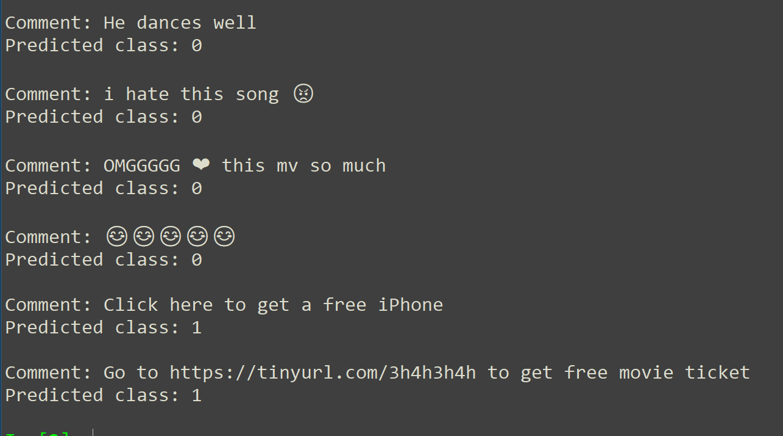 Comment: He dances well
Predicted class: 0
Comment: i hate this song 😠
Predicted class: 0
Comment: OMGGGGG ❤ this mv so much
Predicted class: 0
Comment: 😊😊😊😊😊
Predicted class: 0
Comment: Click here to get a free iPhone
Predicted class: 1
Comment: Go to https://tinyurl.com/3h4h3h4h to get free movie ticket
Predicted class: 1